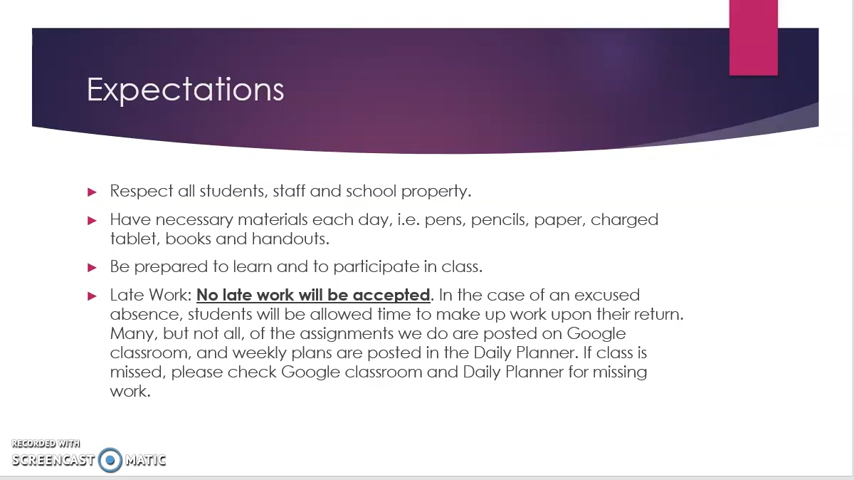 Expectations
Respect all students, staff and school property.
Have necessary materials each day, i.e. pens, pencils, paper, charged
tablet, books and handouts.
Be prepared to learn and to participate in class.
Late Work: No late work will be accepted. In the case of an excused
absence, students will be allowed time to make up work upon their return.
Many, but not all, of the assignments we do are posted on Google
classroom, and weekly plans are posted in the Daily Planner. If class is
missed, please check Google classroom and Daily Planner for missing
work.
RECORDED WITH
SCREENCAST MATIC